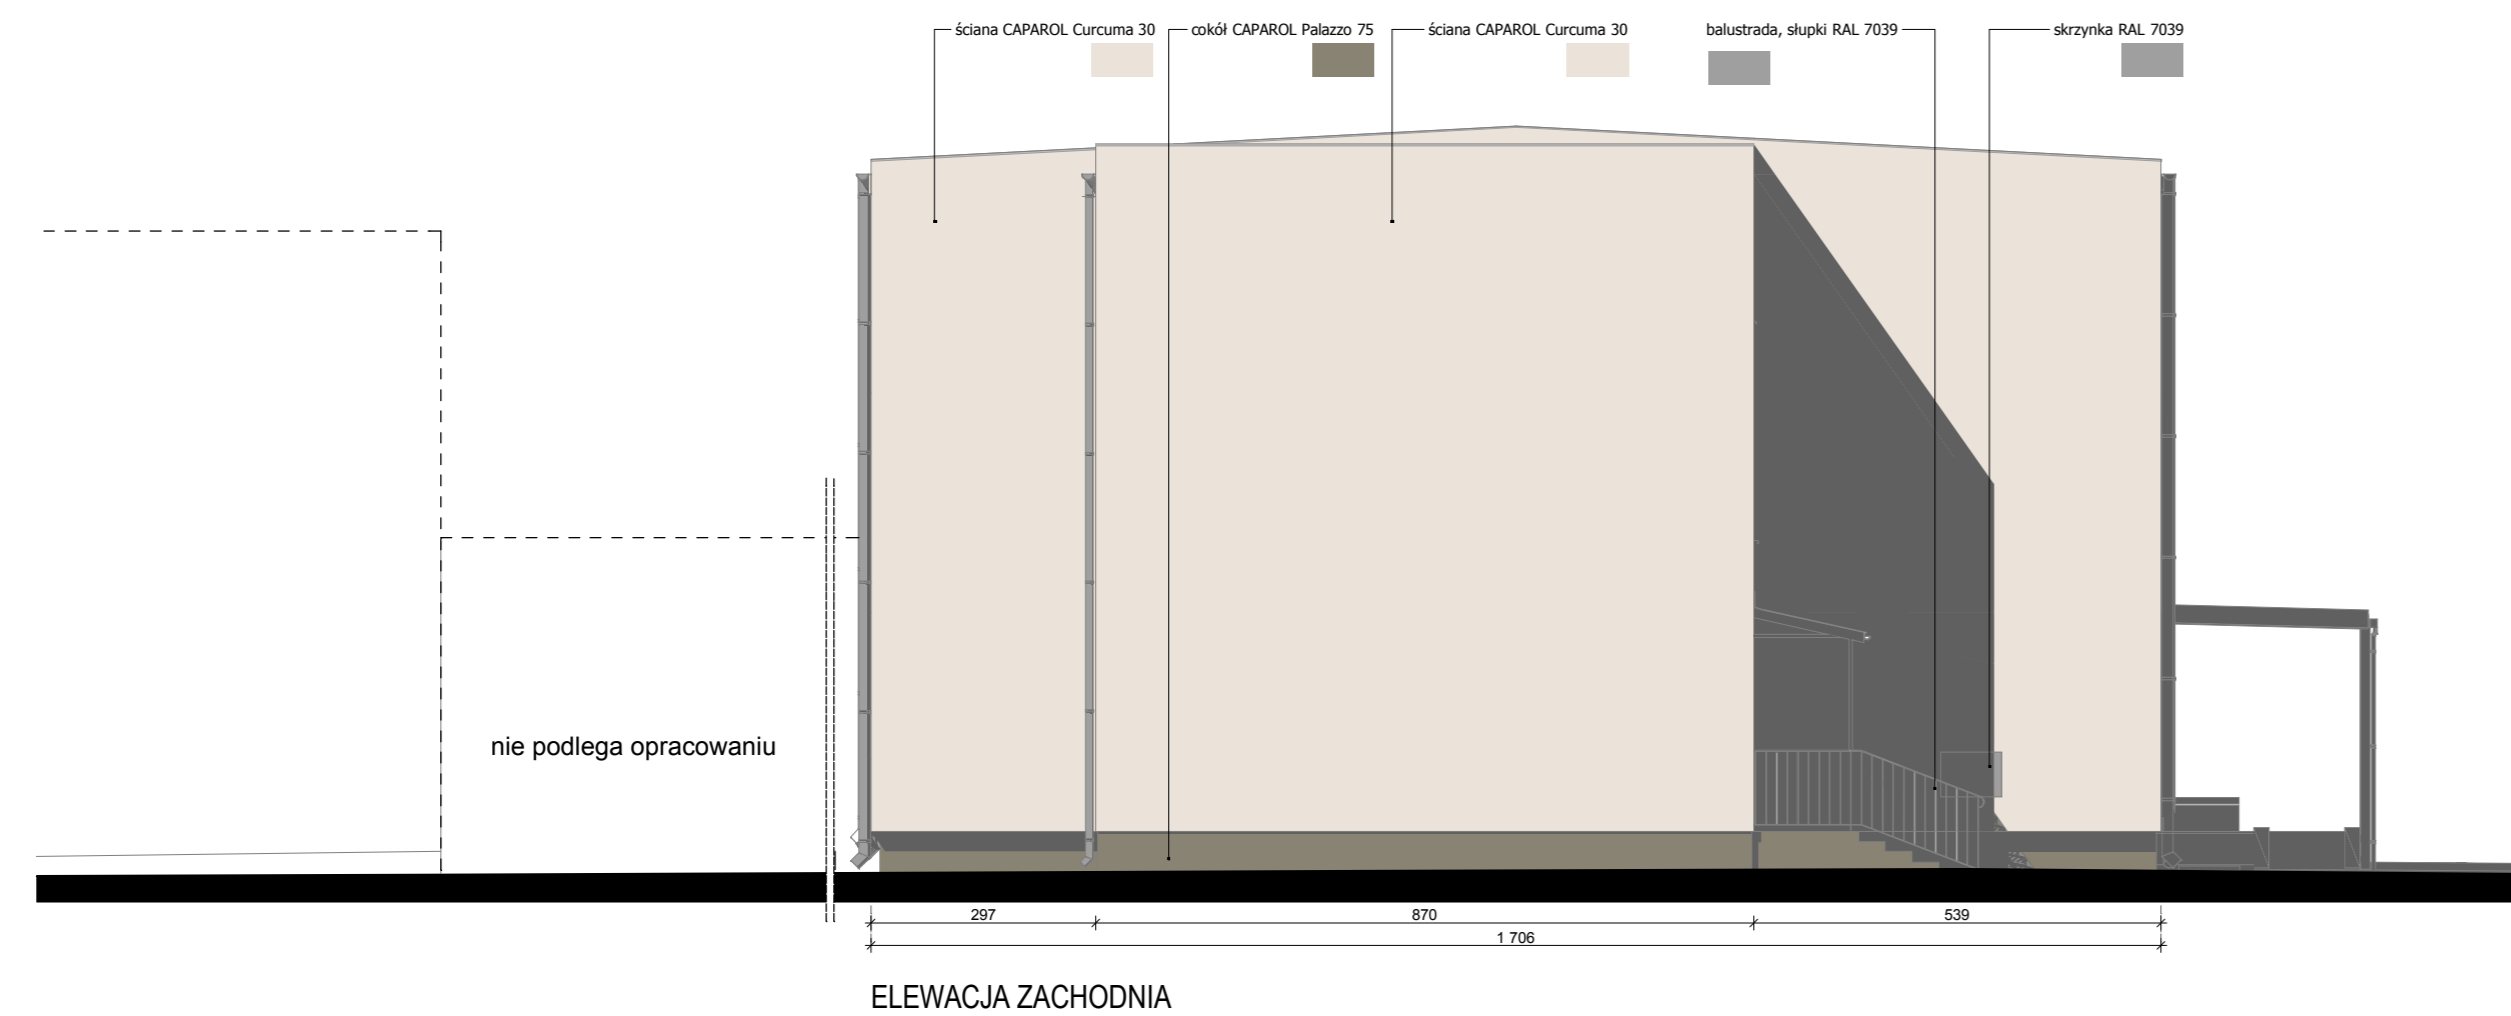 ściana CAPAROL Curcuma 30
cokół CAPAROL Palazzo 75
ściana CAPAROL Curcuma 30
balustrada, słupki RAL 7039
skrzynka RAL 7039
nie podlega opracowaniu
297
870
539
1 706
ELEWACJA ZACHODNIA